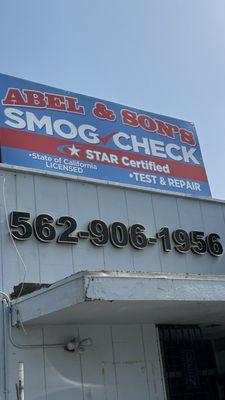 ABEL & SON'S
SMOG CHECK
★ STAR Certified
•State of California
LICENSED
•TEST & REPAIR
562-906-1956